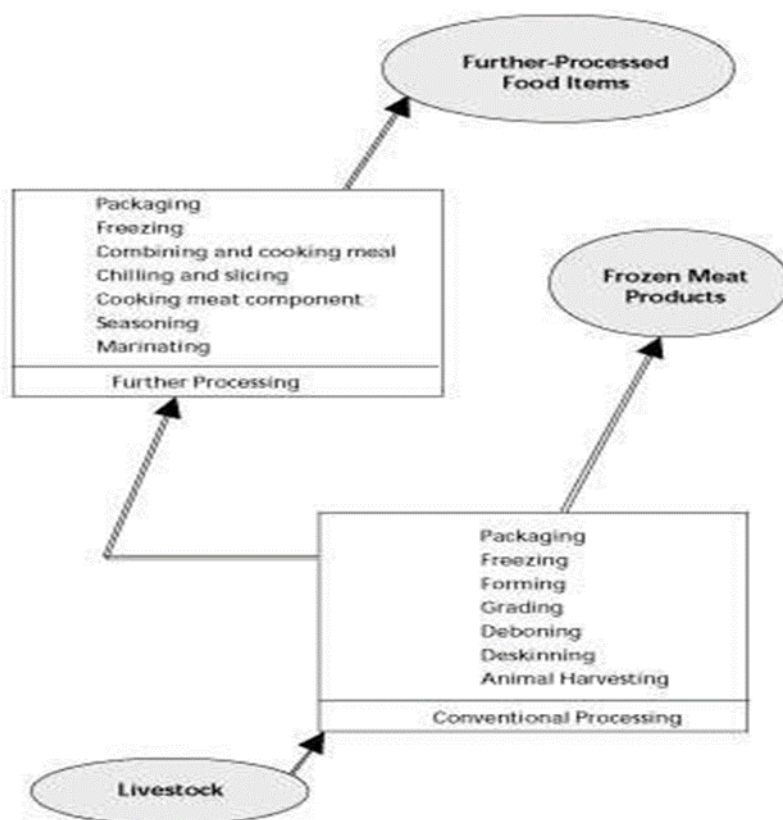 Further-Processed
Food Items
Packaging
Freezing
Combining and cooking meal
Chilling and slicing
Cooking meat component
Seasoning
Marinating
Further Processing
Frozen Meat
Products
Packaging
Freezing
Forming
Grading
Deboning
Deskinning
Animal Harvesting
Conventional Processing
Livestock